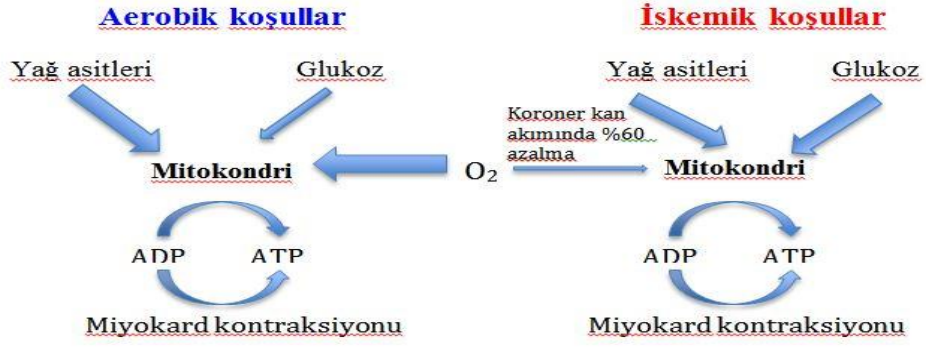 Aerobik koşullar
İskemik koşullar
Yağ asitleri
Glukoz
Yağ asitleri
Glukoz
Koroner kan
akımında %60
azalma
Mitokondri
O₂
Mitokondri
ADP
ATP
ADP
ATP
Miyokard kontraksiyonu
Miyokard kontraksiyonu